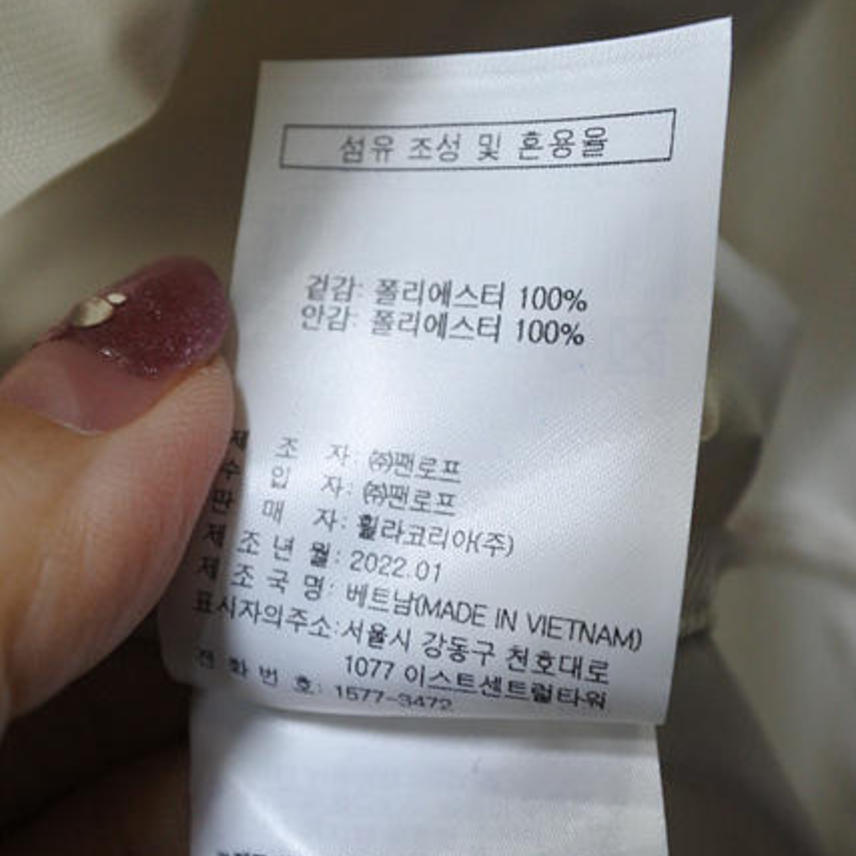 섬유 조성 및 혼용율
겉감: 폴리에스터 100%
안감: 폴리에스터 100%
제 조 자: ㈜팬로프
수 입 자: ㈜팬로프
판 매 자: 휠라코리아(주)
제 조 년 월: 2022.01
제 조 국 명: 베트남(MADE IN VIETNAM)
표시자의주소:서울시 강동구 천호대로
1077 이스트센트럴타워
전 화 번 호: 1577-3472